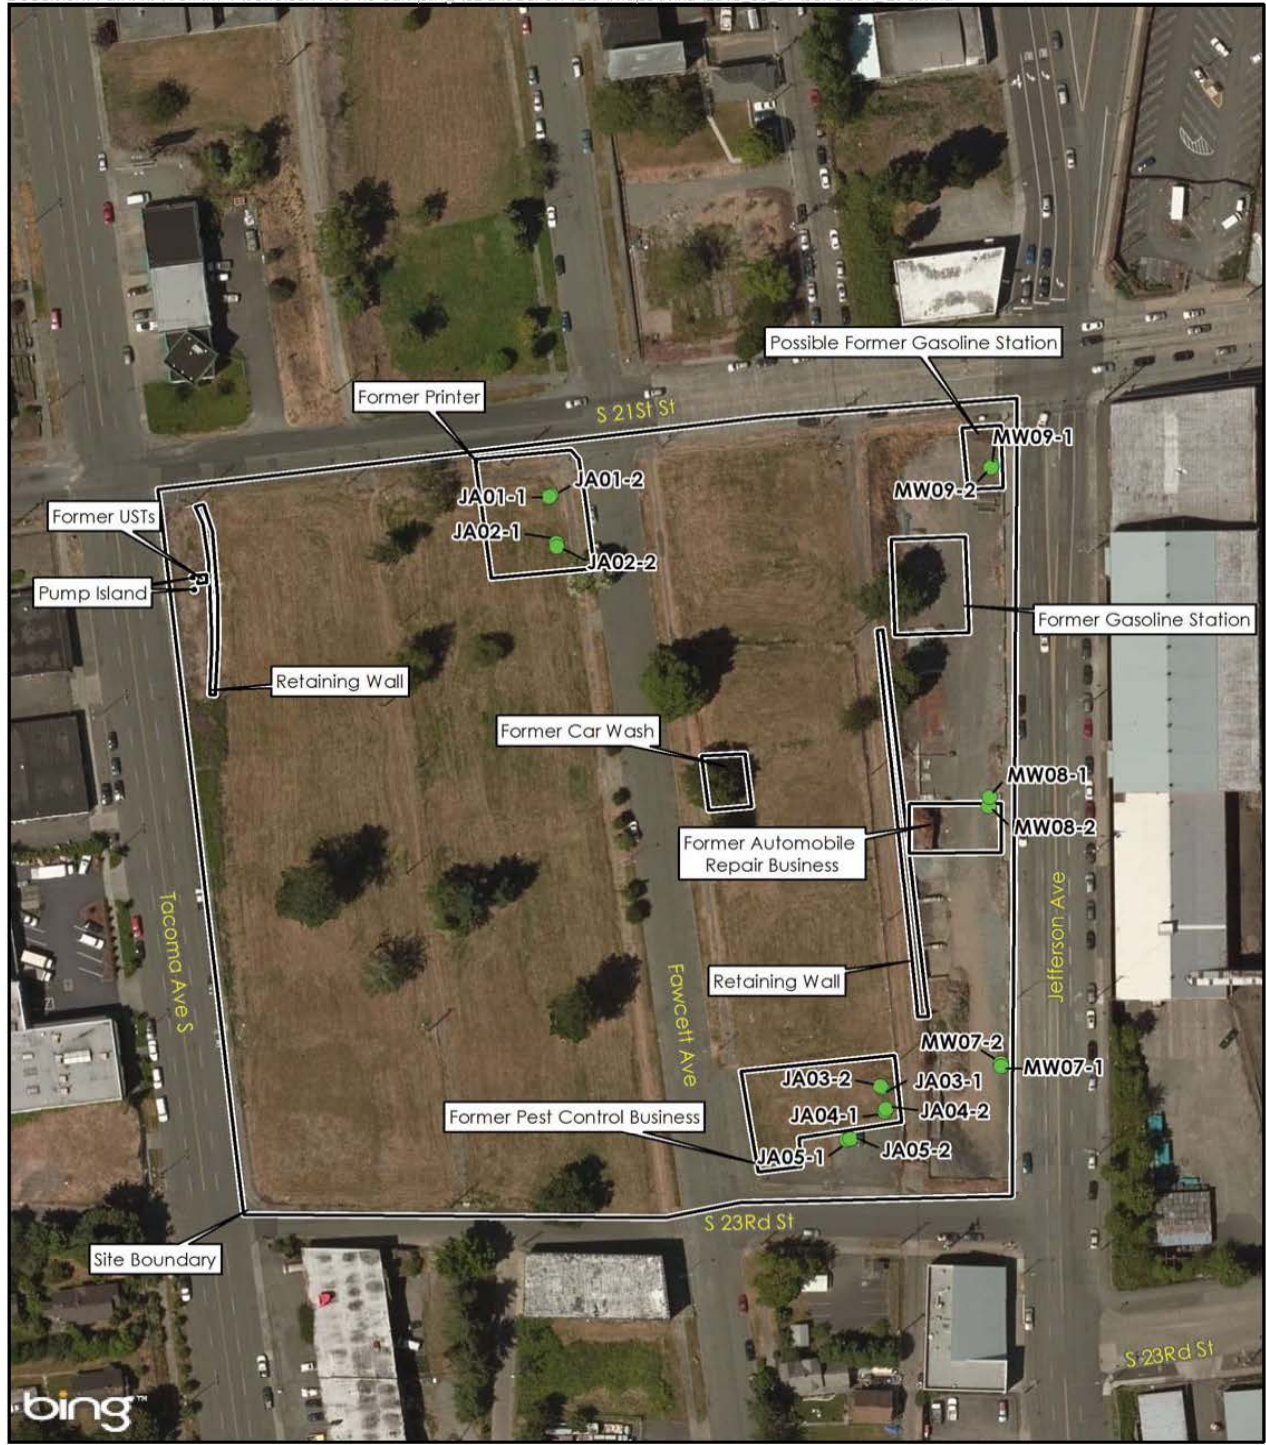 Possible Former Gasoline Station
Former Printer
S 21St St
MW09-1
MW09-2
JA01-2
JA01-1
Former USTs
JA02-1
JA02-2
Pump Island
Former Gasoline Station
Retaining Wall
Former Car Wash
MW08-1
MW08-2
Former Automobile
Repair Business
Tacoma Ave S
Jefferson Ave
Fawcett Ave
Retaining Wall
MW07-2
MW07-1
JA03-2
JA03-1
JA04-1
JA04-2
Former Pest Control Business
JA05-1
JA05-2
S 23Rd St
Site Boundary
S 23Rd St
bing™